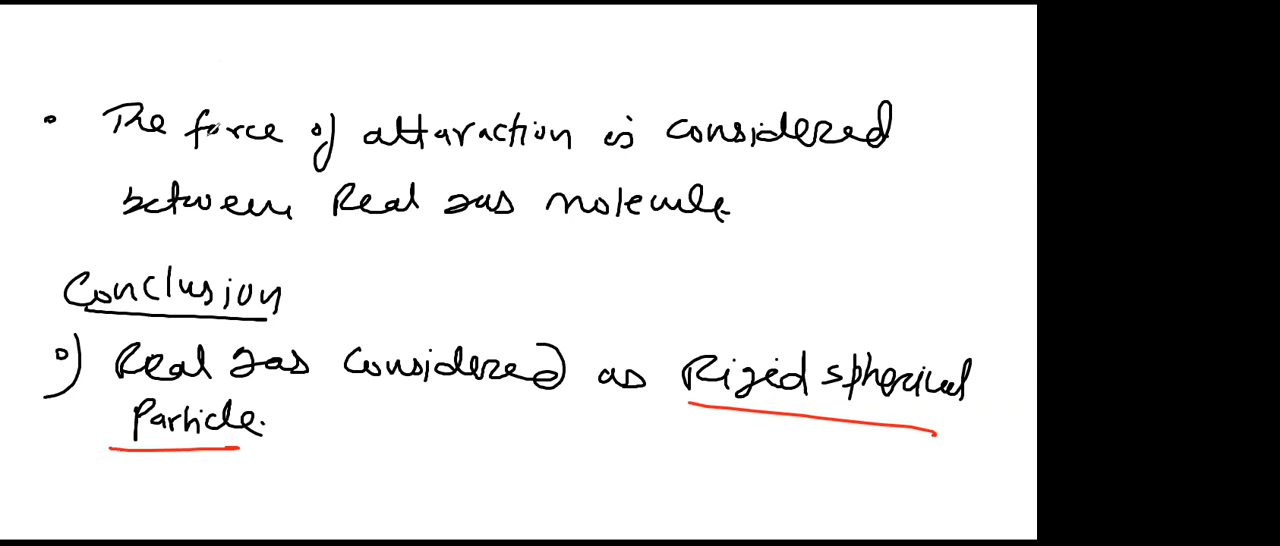 • The force of attaraction is considered
between Real gas molecule
Conclusion
•) Real gas considered as Rigid spherical
Particle.